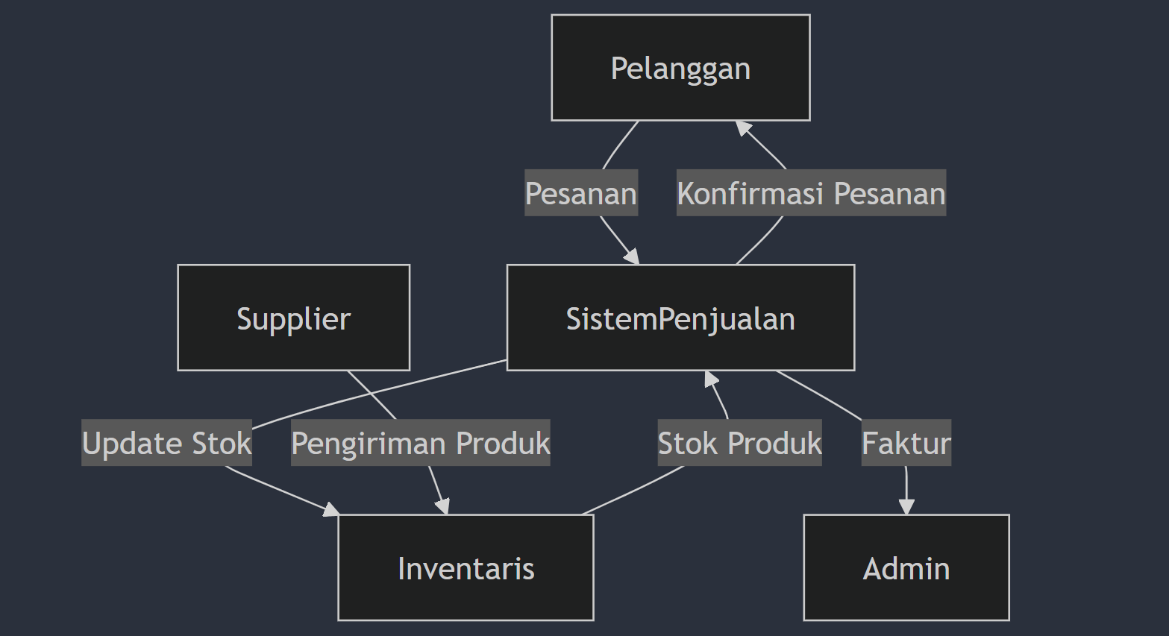 Pelanggan
Pesanan
Konfirmasi Pesanan
Supplier
SistemPenjualan
Update Stok
Pengiriman Produk
Stok Produk
Faktur
Inventaris
Admin